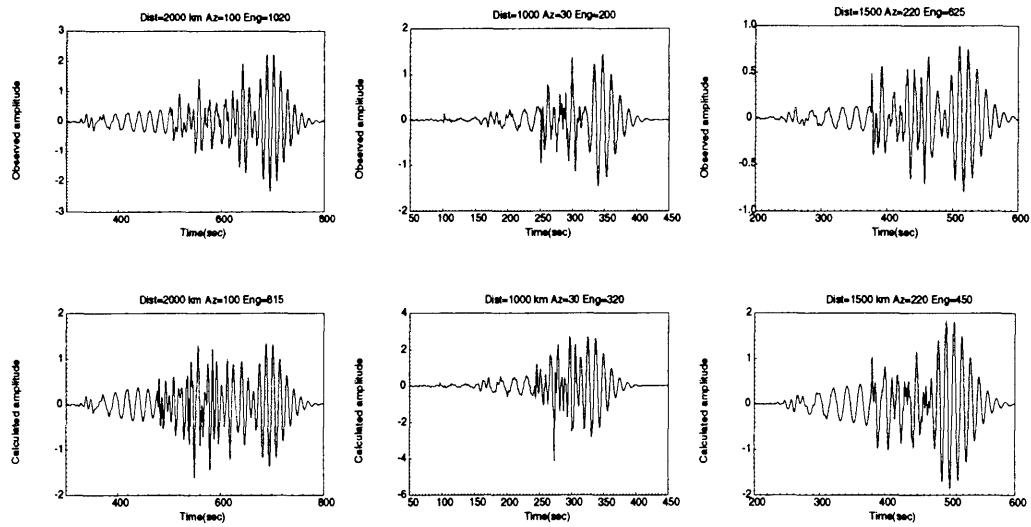 Dist=2000 km Az=100 Eng=1020
3
2
1
0
-1
-2
-3
400
600
800
Observed amplitude
Time(sec)
Dist=1000 Az=30 Eng=200
2
1
0
-1
-2
50 100 150 200 250 300 350 400 450
Observed amplitude
Time(sec)
Dist=1500 Az=220 Eng=625
1.0
0.5
0
-0.5
-1.0
200 300 400 500 600
Observed amplitude
Time(sec)
Dist=2000 km Az=100 Eng=815
2
1
0
-1
-2
400 600 800
Calculated amplitude
Time(sec)
Dist=1000 km Az=30 Eng=320
4
2
0
-2
-4
-6
50 100 150 200 250 300 350 400 450
Calculated amplitude
Time(sec)
Dist=1500 km Az=220 Eng=450
2
1
0
-1
-2
200 300 400 500 600
Calculated amplitude
Time(sec)